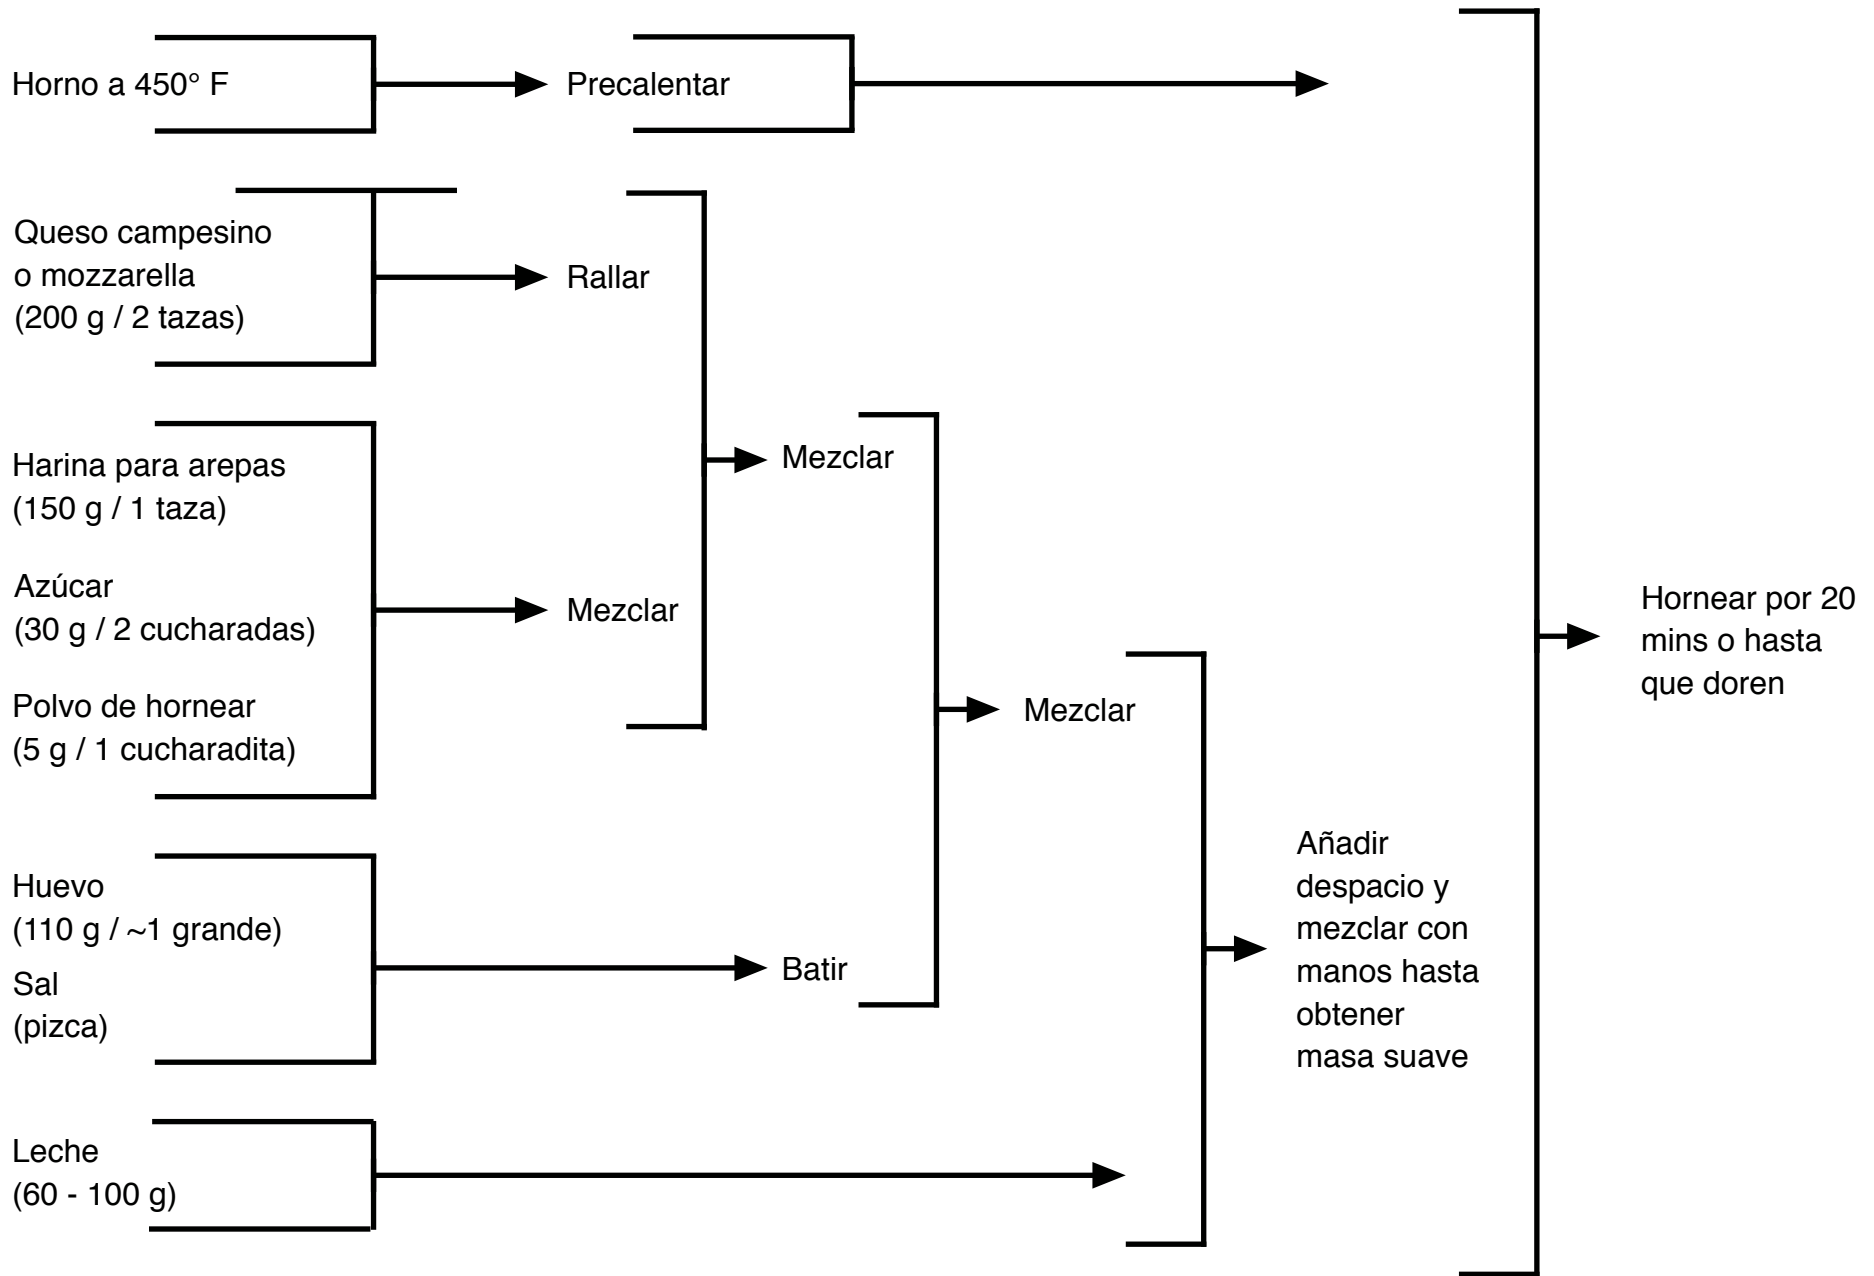 Horno a 450° F
Precalentar
Queso campesino
o mozzarella
(200 g / 2 tazas)
Rallar
Harina para arepas
(150 g / 1 taza)
Azúcar
(30 g / 2 cucharadas)
Polvo de hornear
(5 g / 1 cucharadita)
Mezclar
Mezclar
Huevo
(110 g / ~1 grande)
Sal
(pizca)
Batir
Mezclar
Leche
(60 - 100 g)
Añadir
despacio y
mezclar con
manos hasta
obtener
masa suave
Hornear por 20
mins o hasta
que doren